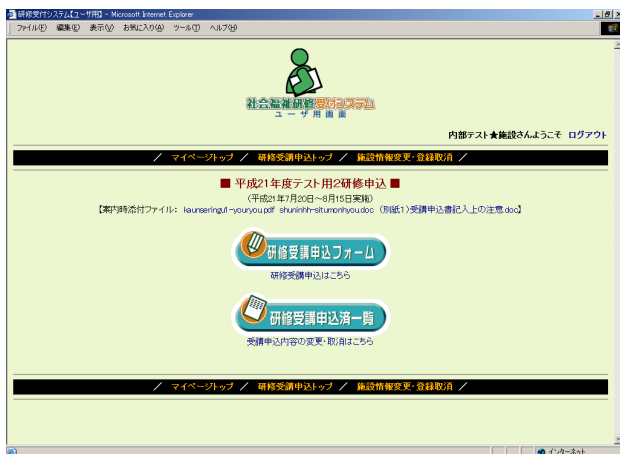 研修受付システム【ユーザ用】 - Microsoft Internet Explorer
ファイル(F) 編集(E) 表示(V) お気に入り(A) ツール(T) ヘルプ(H)
社会福祉研修受付システム
ユーザ用画面
内部テスト★施設さんようこそ ログアウト
／ マイページトップ ／ 研修受講申込トップ ／ 施設情報変更・登録取消 ／
■ 平成21年度テスト用2研修申込 ■
（平成21年7月20日～8月15日実施）
【案内時添付ファイル： kaunseringu1-youryou.pdf shuninhh-situmonhyou.doc （別紙1）受講申込書記入上の注意.doc】
研修受講申込フォーム
研修受講申込はこちら
研修受講申込済一覧
受講申込内容の変更・取消はこちら
／ マイページトップ ／ 研修受講申込トップ ／ 施設情報変更・登録取消 ／
インターネット